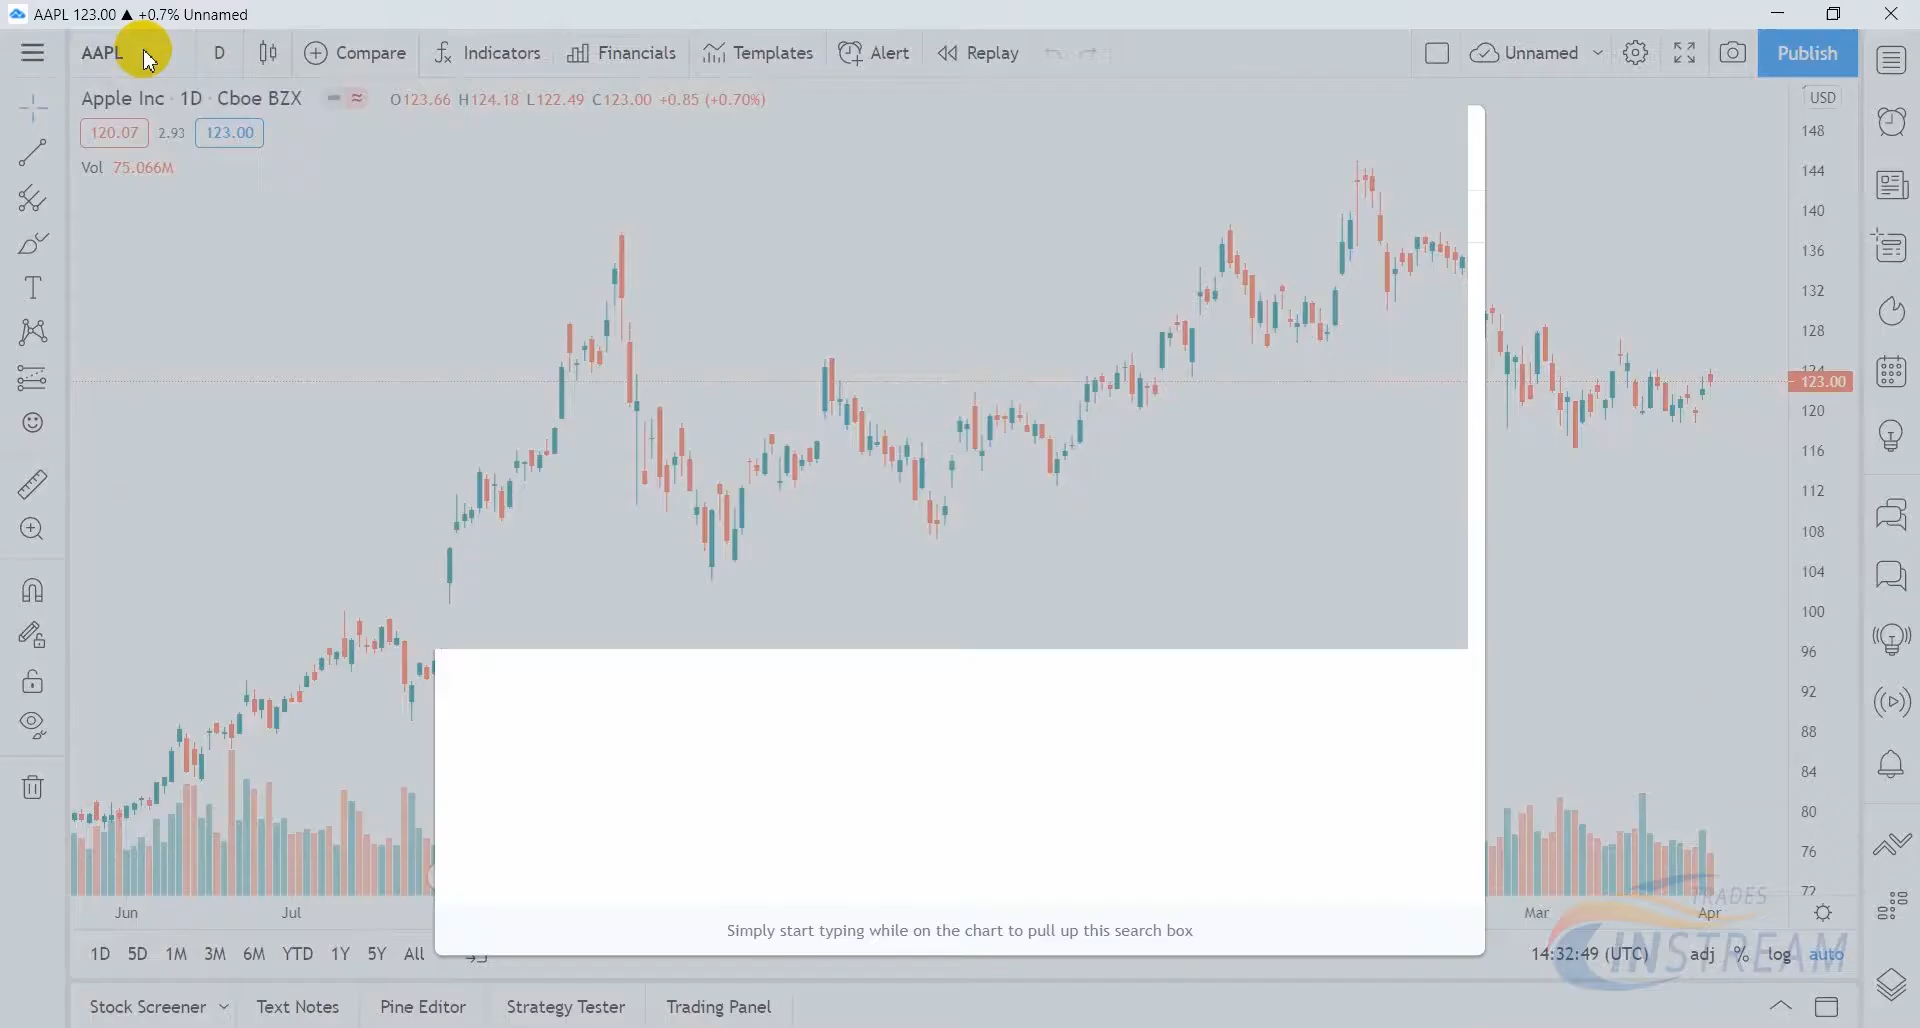 AAPL 123.00 ▲ +0.7% Unnamed
AAPL D Compare Indicators Financials Templates Alert Replay Unnamed Publish
Apple Inc · 1D · Cboe BZX O123.66 H124.18 L122.49 C123.00 +0.85 (+0.70%) USD
120.07 2.93 123.00
Vol 75.066M
148
144
140
136
132
128
124
123.00
120
116
112
108
104
100
96
92
88
84
80
76
72
Jun Jul Mar Apr
TRADES
INSTREAM
Simply start typing while on the chart to pull up this search box
1D 5D 1M 3M 6M YTD 1Y 5Y All 14:32:49 (UTC) adj % log auto
Stock Screener Text Notes Pine Editor Strategy Tester Trading Panel